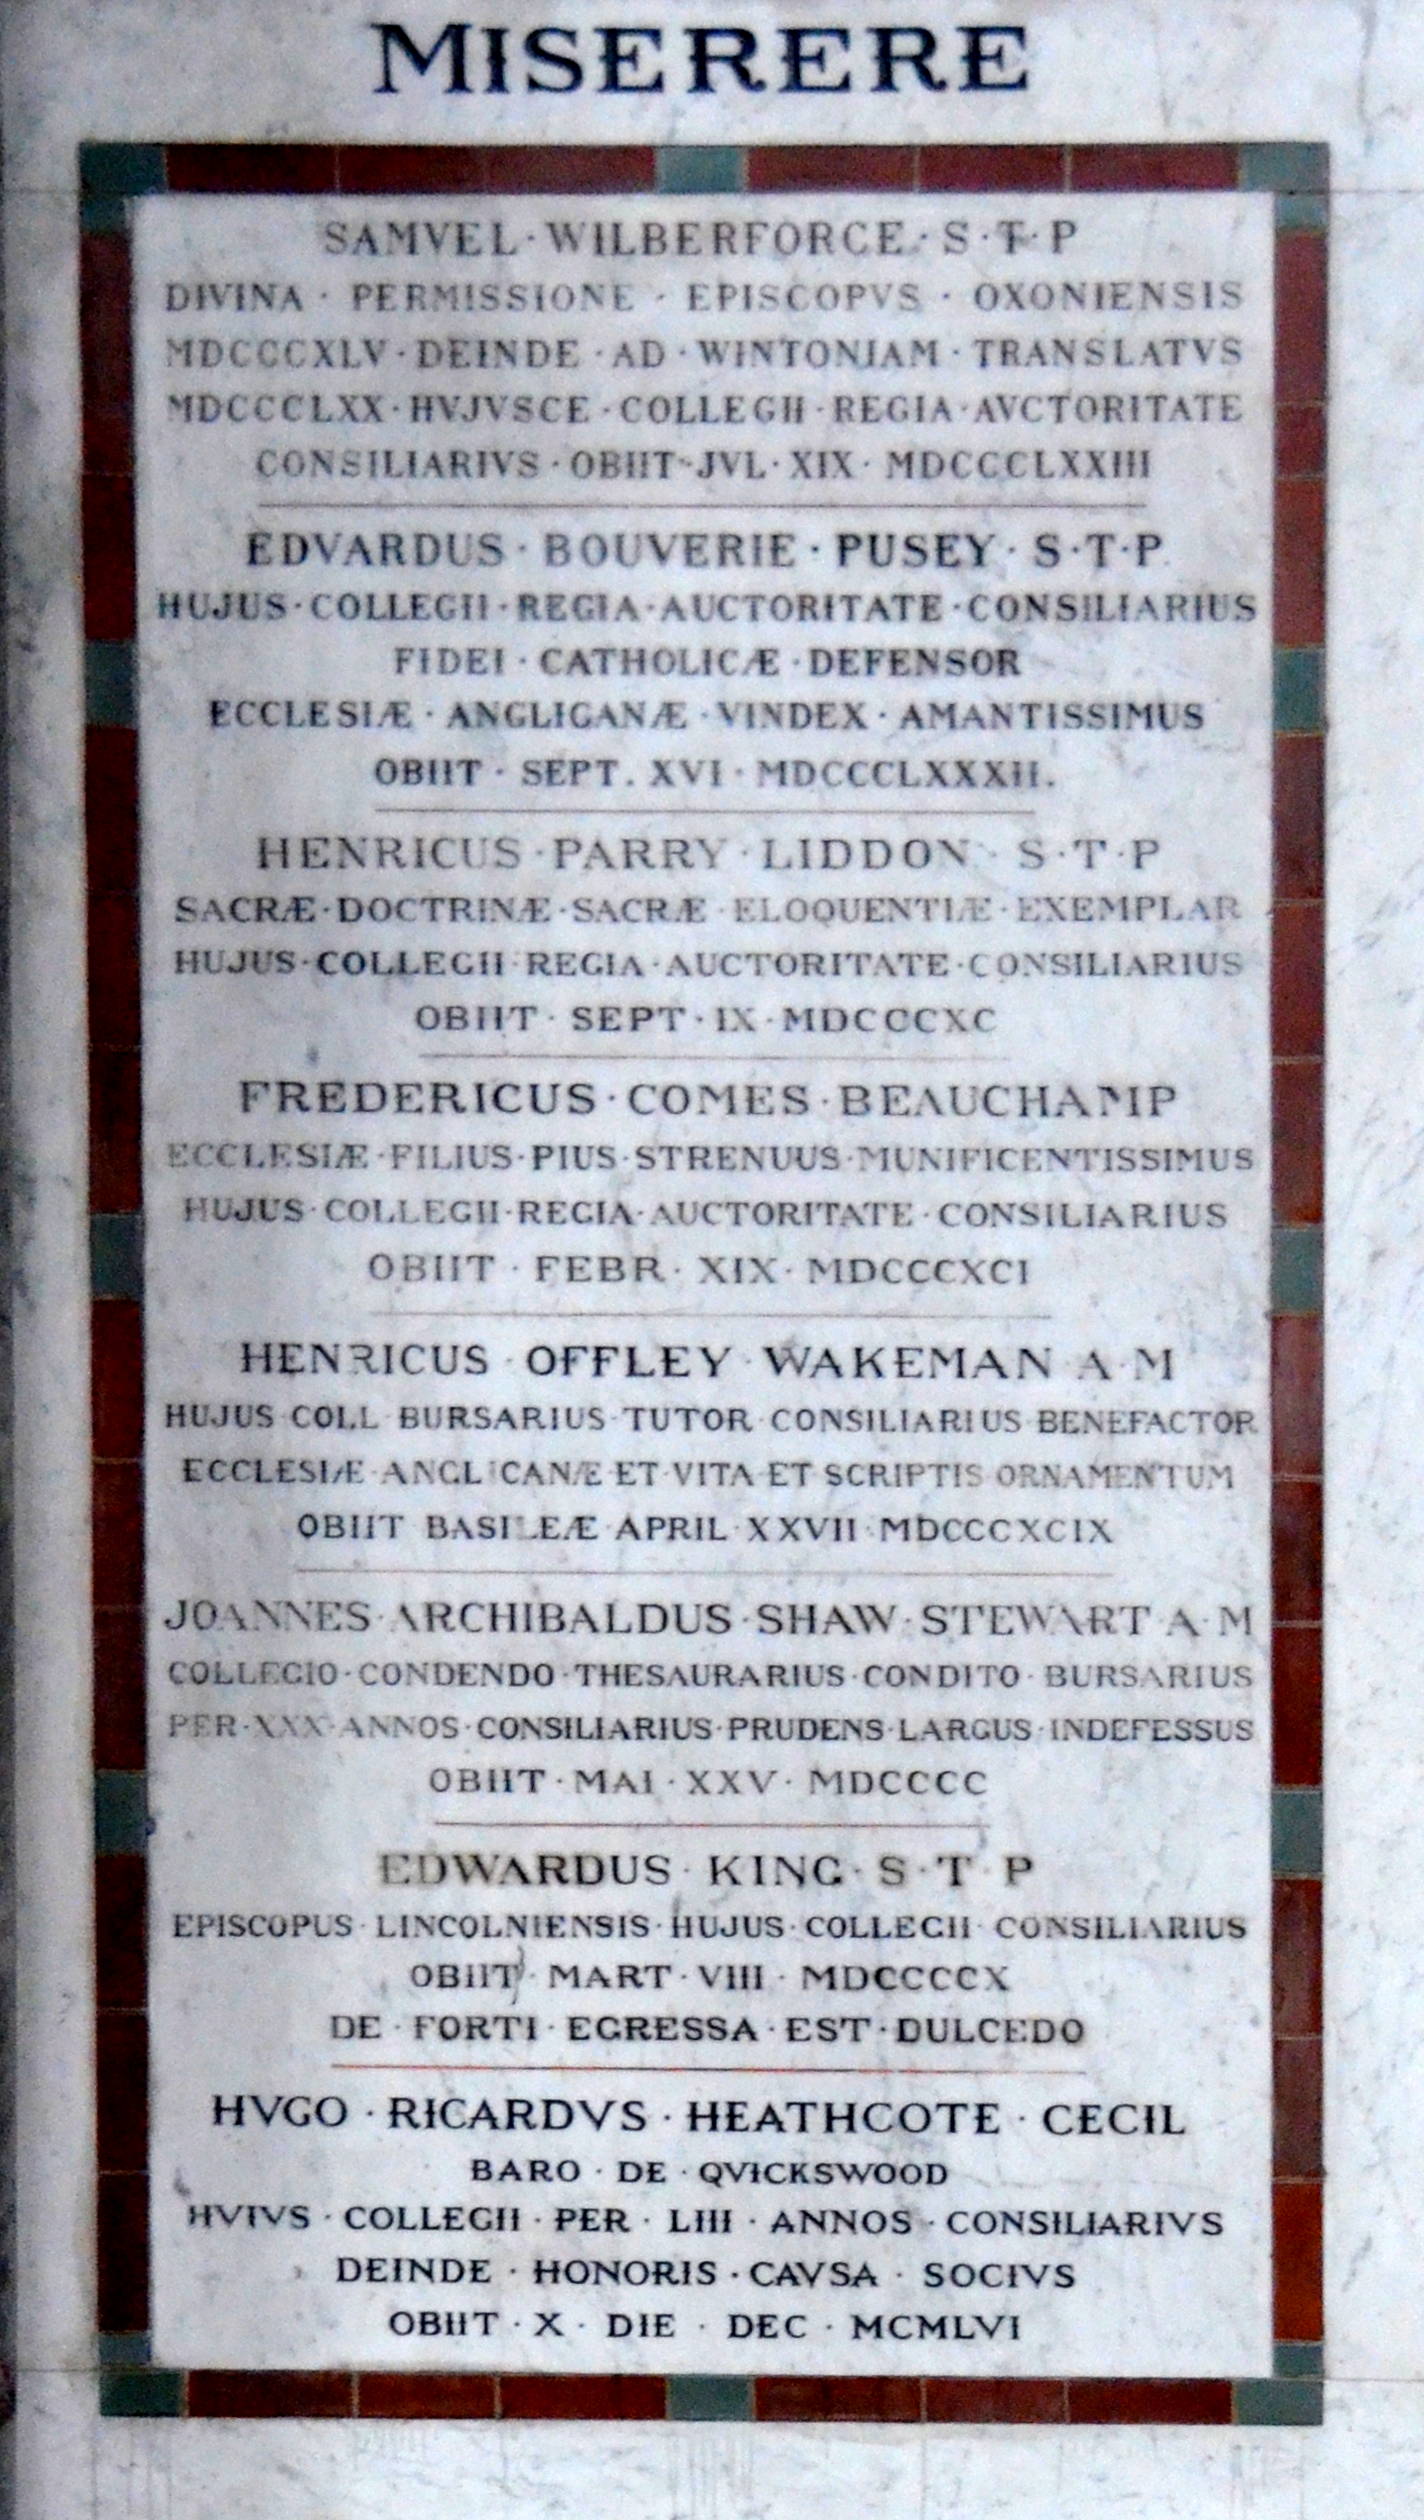 MISERERE
SAMVEL · WILBERFORCE · S · T · P
DIVINA · PERMISSIONE · EPISCOPVS · OXONIENSIS
MDCCCXLV · DEINDE · AD · WINTONIAM · TRANSLATVS
MDCCCLXX · HVJVSCE · COLLEGII · REGIA · AVCTORITATE
CONSILIARIVS · OBIIT · JVL · XIX · MDCCCLXXIII
EDVARDUS · BOUVERIE · PUSEY · S · T · P
HUJUS · COLLEGII · REGIA · AUCTORITATE · CONSILIARIUS
FIDEI · CATHOLICÆ · DEFENSOR
ECCLESIÆ · ANGLICANÆ · VINDEX · AMANTISSIMUS
OBIIT · SEPT. XVI · MDCCCLXXXII.
HENRICUS · PARRY · LIDDON · S · T · P
SACRÆ · DOCTRINÆ · SACRÆ · ELOQUENTIÆ · EXEMPLAR
HUJUS · COLLEGII · REGIA · AUCTORITATE · CONSILIARIUS
OBIIT · SEPT · IX · MDCCCXC
FREDERICUS · COMES · BEAUCHAMP
ECCLESIÆ · FILIUS · PIUS · STRENUUS · MUNIFICENTISSIMUS
HUJUS · COLLEGII · REGIA · AUCTORITATE · CONSILIARIUS
OBIIT · FEBR · XIX · MDCCCXCI
HENRICUS · OFFLEY · WAKEMAN A · M
HUJUS COLL BURSARIUS · TUTOR CONSILIARIUS BENEFACTOR
ECCLESIÆ ANGLICANÆ ET · VITA ET SCRIPTIS ORNAMENTUM
OBIIT BASILEÆ APRIL XXVII MDCCCXCIX
JOANNES · ARCHIBALDUS · SHAW · STEWART A · M
COLLEGIO · CONDENDO · THESAURARIUS · CONDITO · BURSARIUS
PER · XXX · ANNOS · CONSILIARIUS · PRUDENS · LARGUS · INDEFESSUS
OBIIT · MAI · XXV · MDCCCC
EDWARDUS · KING · S · T · P
EPISCOPUS · LINCOLNIENSIS · HUJUS · COLLEGII · CONSILIARIUS
OBIIT · MART · VIII · MDCCCCX
DE · FORTI · EGRESSA · EST · DULCEDO
HVGO · RICARDVS · HEATHCOTE · CECIL
BARO · DE · QVICKSWOOD
HVIVS · COLLEGII · PER · LIII · ANNOS · CONSILIARIVS
DEINDE · HONORIS · CAVSA · SOCIVS
OBIIT · X · DIE · DEC · MCMLVI